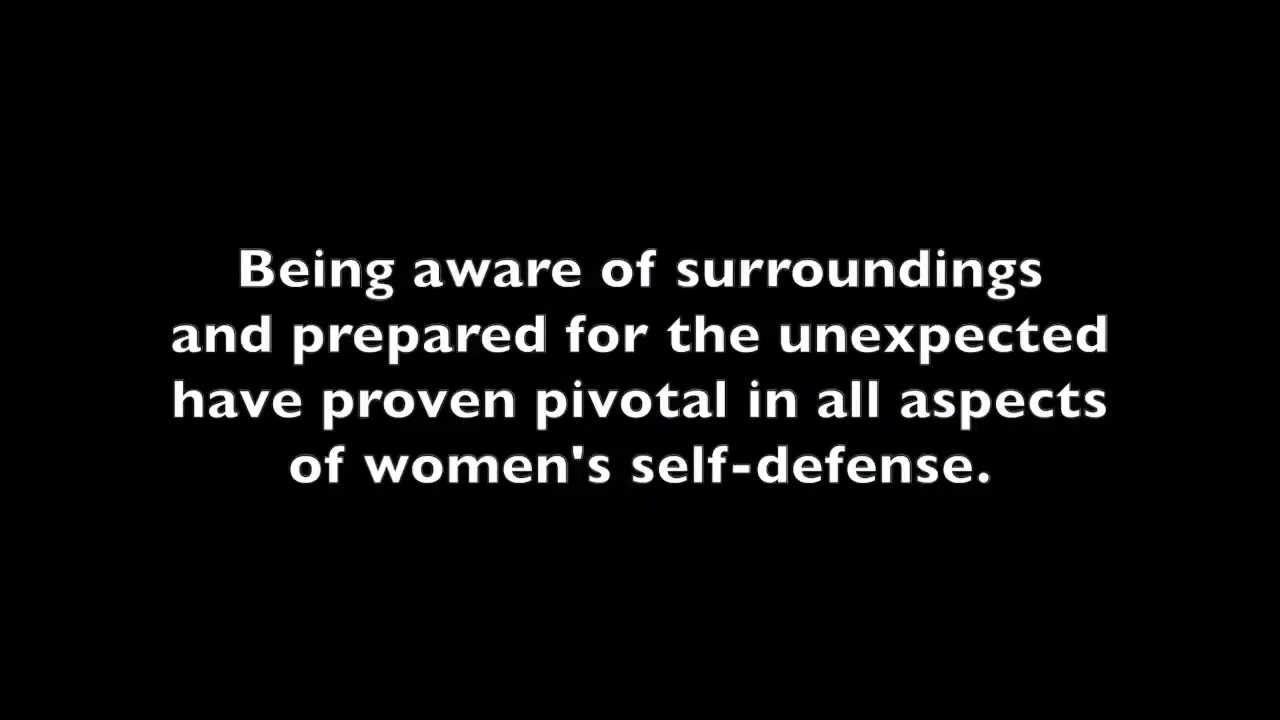 Being aware of surroundings
and prepared for the unexpected
have proven pivotal in all aspects
of women's self-defense.